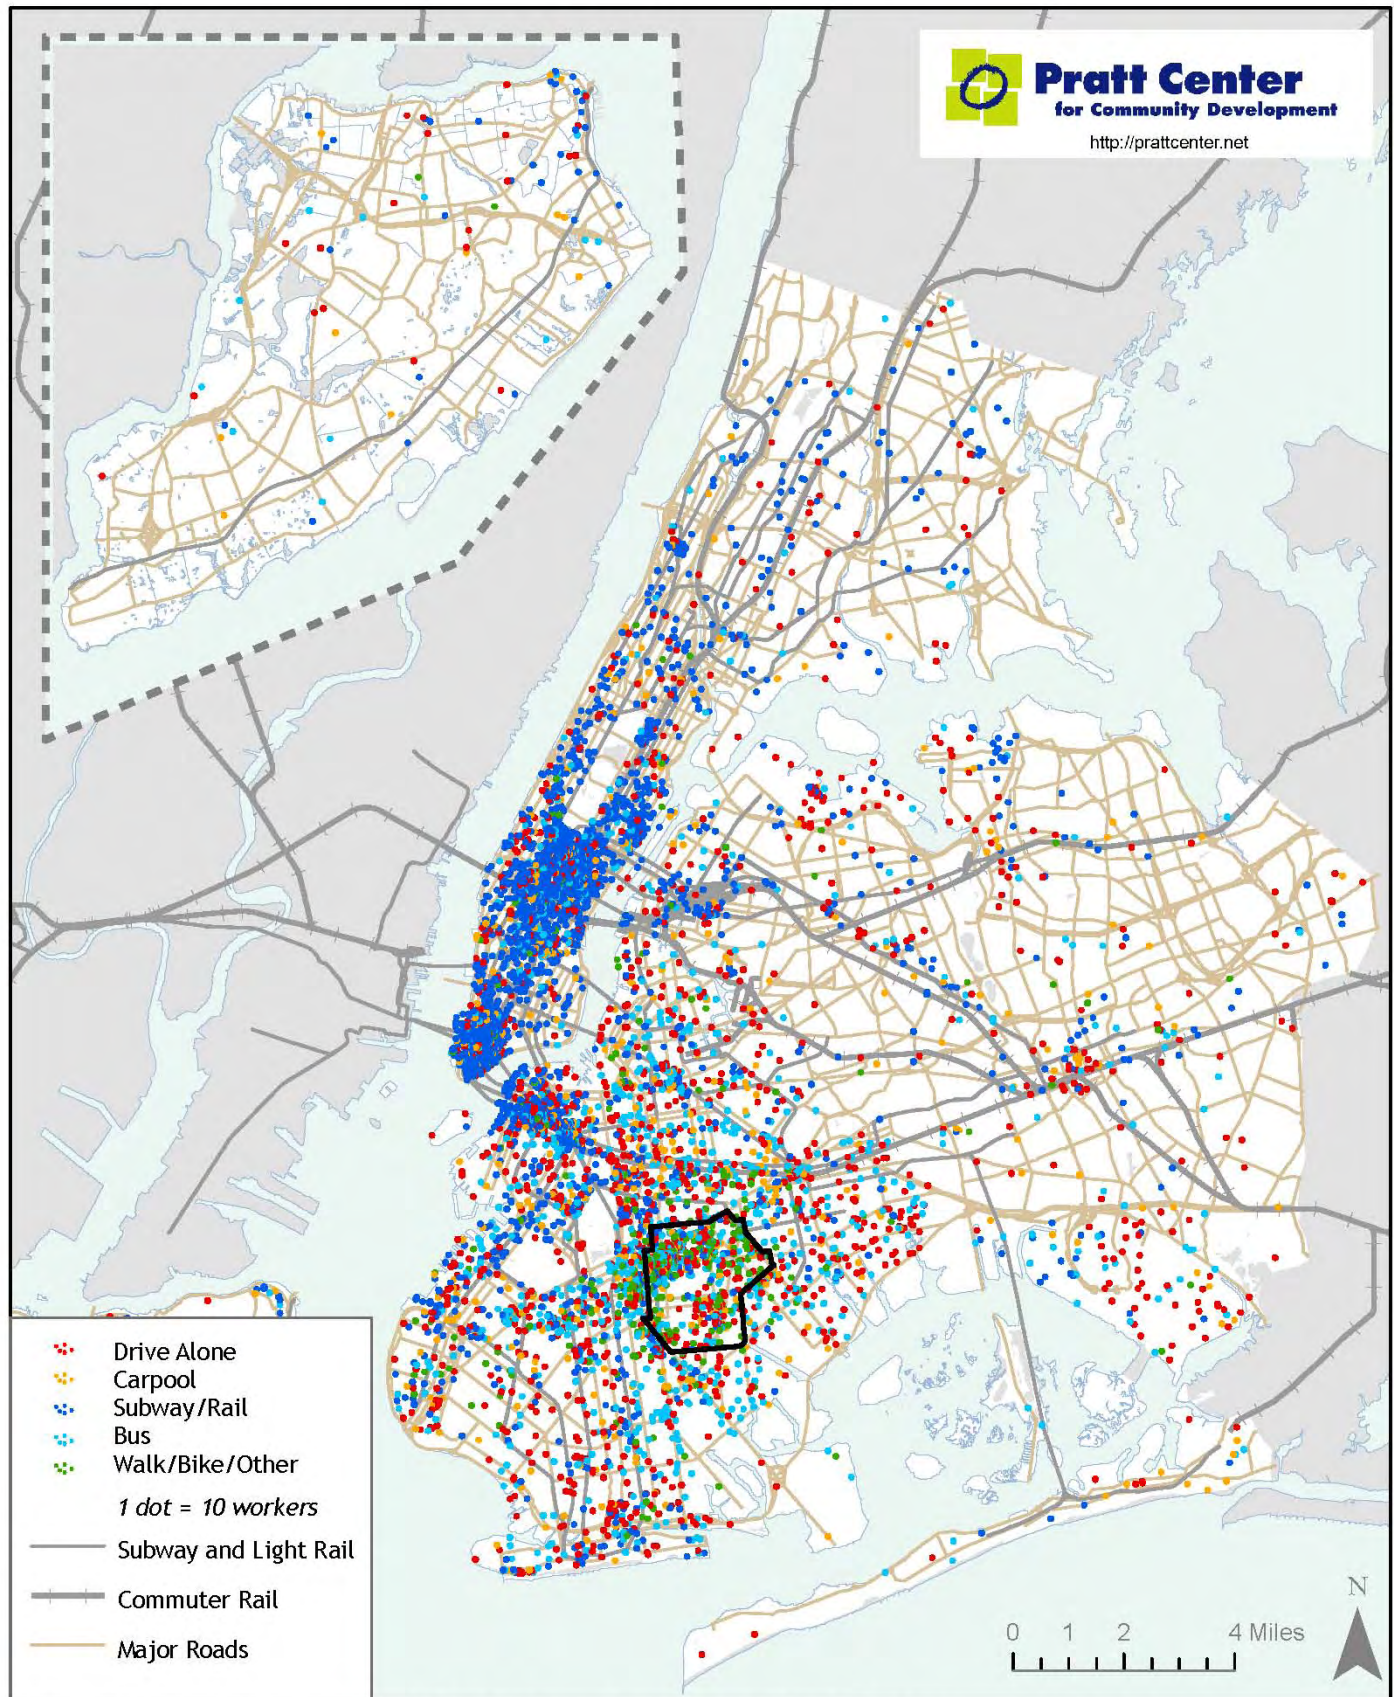 Pratt Center
for Community Development
http://prattcenter.net
Drive Alone
Carpool
Subway/Rail
Bus
Walk/Bike/Other
1 dot = 10 workers
Subway and Light Rail
Commuter Rail
Major Roads
N
0 1 2 4 Miles